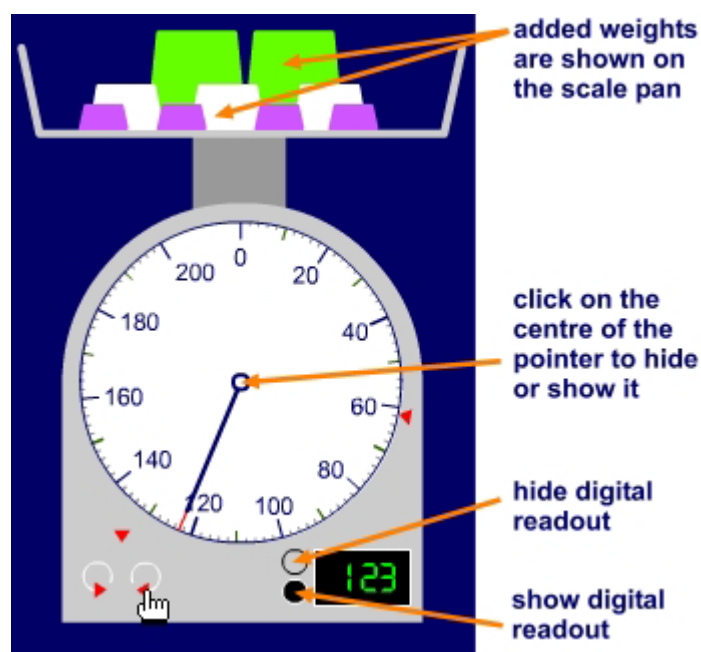 added weights
are shown on
the scale pan
0
20
40
60
80
100
120
140
160
180
200
click on the
centre of the
pointer to hide
or show it
hide digital
readout
123
show digital
readout